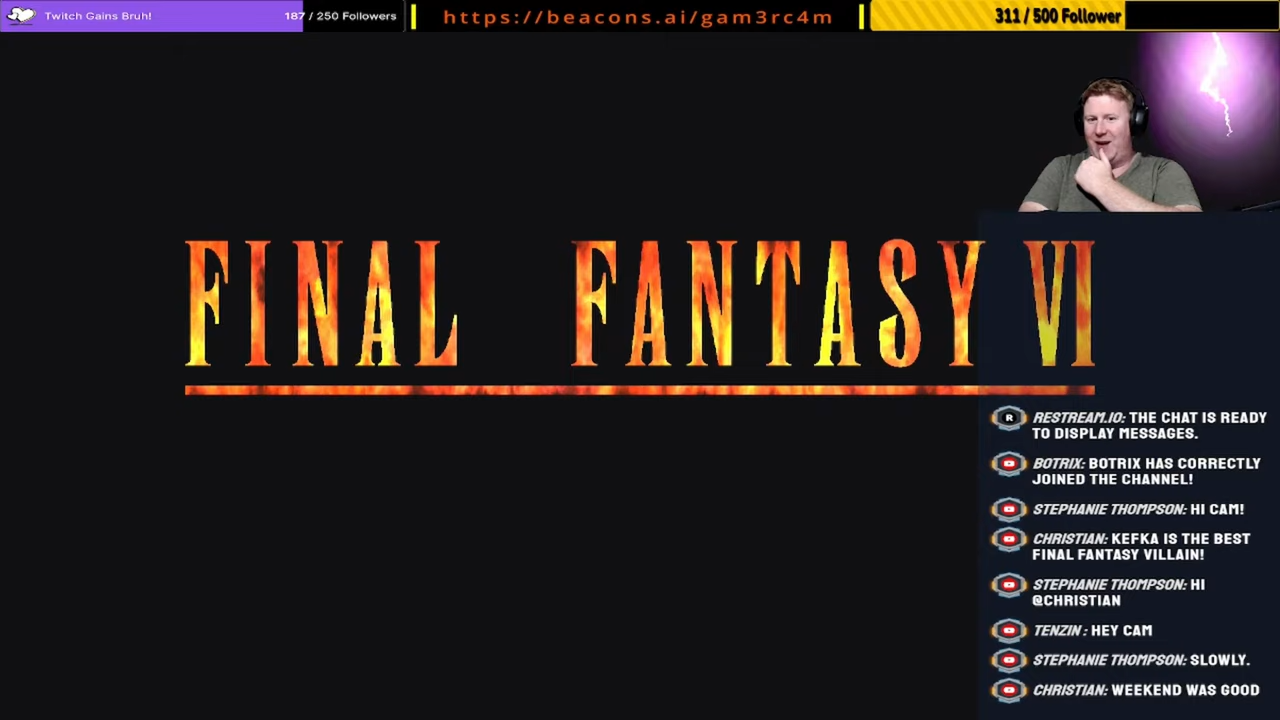 Twitch Gains Bruh!
187 / 250 Followers
https://beacons.ai/gam3rc4m
311 / 500 Follower
FINAL FANTASY VI
R
RESTREAM.IO: THE CHAT IS READY
TO DISPLAY MESSAGES.
BOTRIX: BOTRIX HAS CORRECTLY
JOINED THE CHANNEL!
STEPHANIE THOMPSON: HI CAM!
CHRISTIAN: KEFKA IS THE BEST
FINAL FANTASY VILLAIN!
STEPHANIE THOMPSON: HI
@CHRISTIAN
TENZIN : HEY CAM
STEPHANIE THOMPSON: SLOWLY.
CHRISTIAN: WEEKEND WAS GOOD